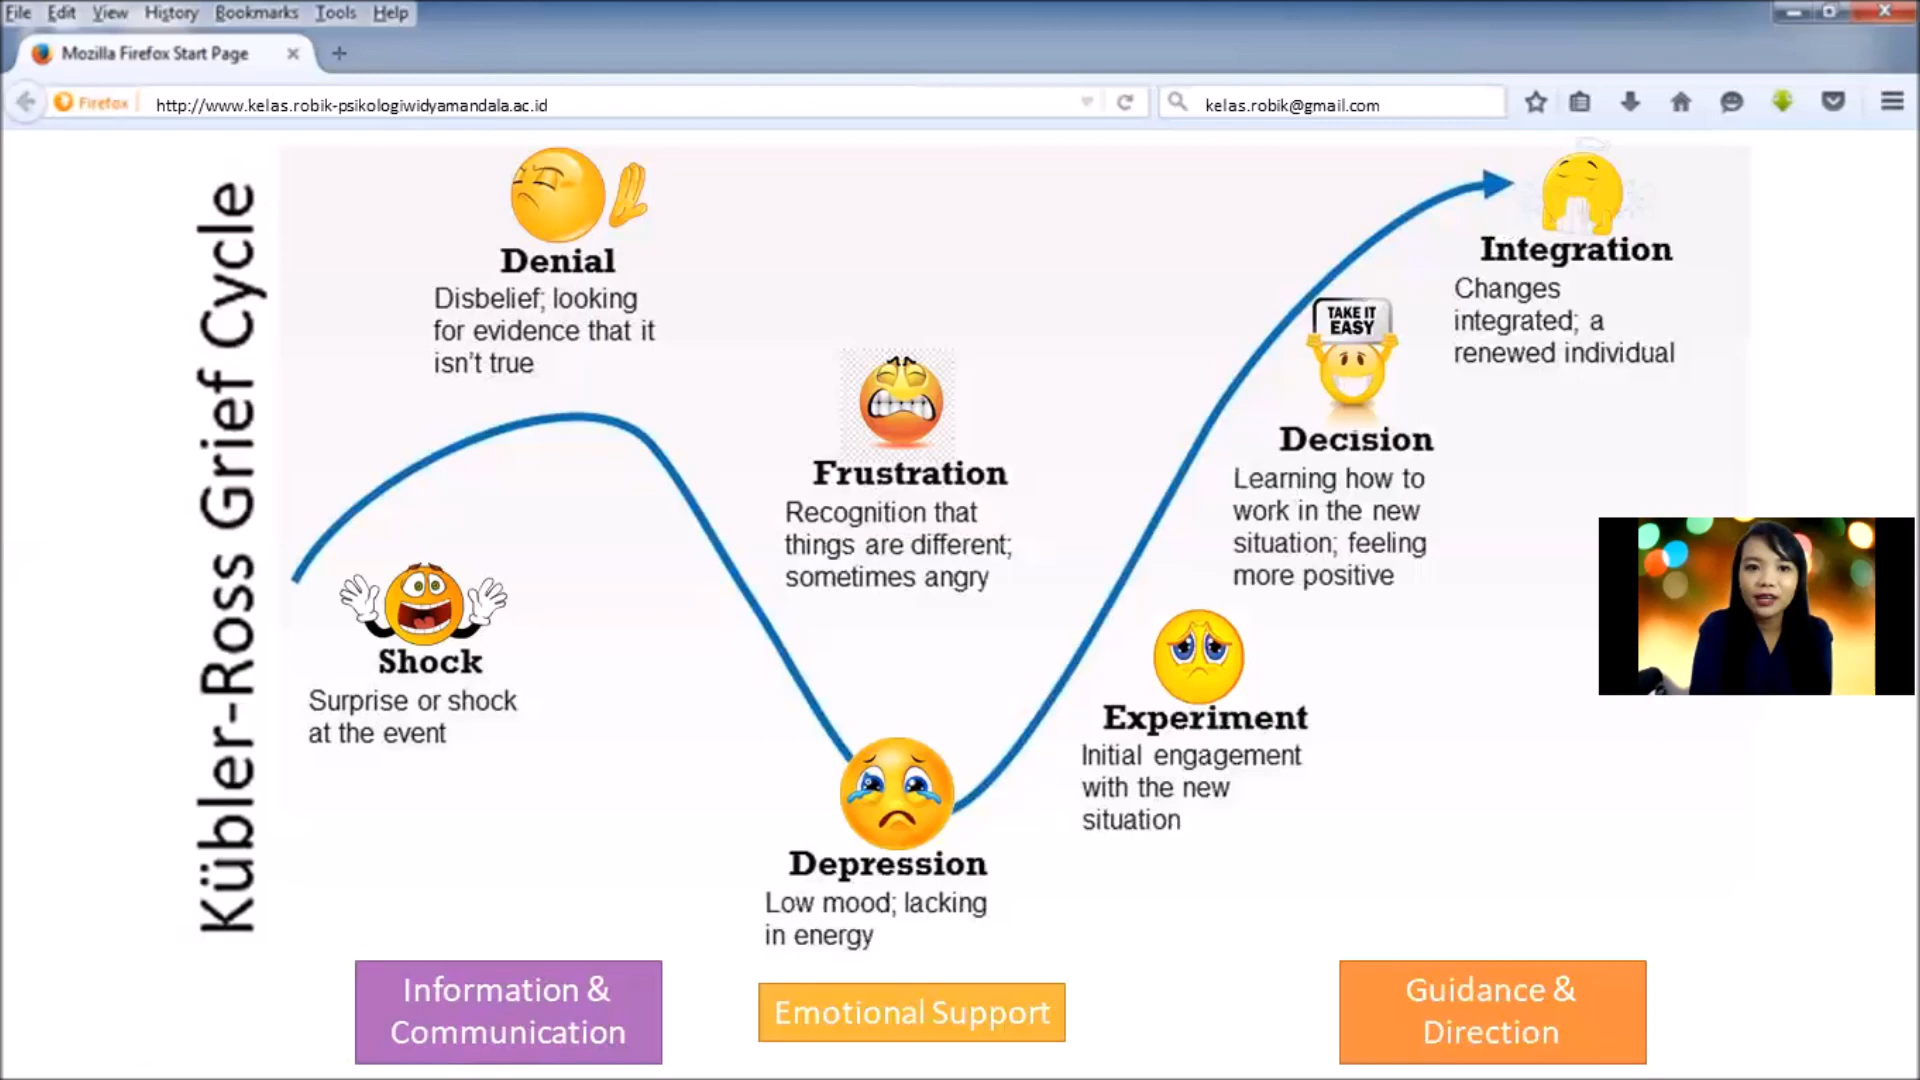 File Edit View History Bookmarks Tools Help
Mozilla Firefox Start Page
Firefox http://www.kelas.robik-psikologiwidyamandala.ac.id kelas.robik@gmail.com
Kübler-Ross Grief Cycle
Denial
Disbelief; looking
for evidence that it
isn't true
Shock
Surprise or shock
at the event
Frustration
Recognition that
things are different;
sometimes angry
Depression
Low mood; lacking
in energy
Experiment
Initial engagement
with the new
situation
TAKE IT
EASY
Decision
Learning how to
work in the new
situation; feeling
more positive
Integration
Changes
integrated; a
renewed individual
Information &
Communication
Emotional Support
Guidance &
Direction